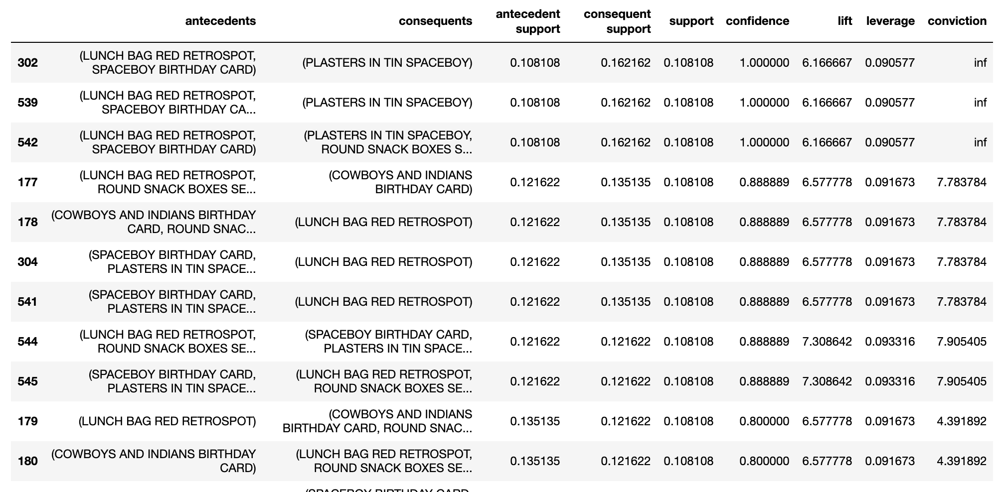 antecedents consequents antecedent support consequent support support confidence lift leverage conviction
302 (LUNCH BAG RED RETROSPOT, SPACEBOY BIRTHDAY CARD) (PLASTERS IN TIN SPACEBOY) 0.108108 0.162162 0.108108 1.000000 6.166667 0.090577 inf
539 (LUNCH BAG RED RETROSPOT, SPACEBOY BIRTHDAY CA... (PLASTERS IN TIN SPACEBOY) 0.108108 0.162162 0.108108 1.000000 6.166667 0.090577 inf
542 (LUNCH BAG RED RETROSPOT, SPACEBOY BIRTHDAY CARD) (PLASTERS IN TIN SPACEBOY, ROUND SNACK BOXES S... 0.108108 0.162162 0.108108 1.000000 6.166667 0.090577 inf
177 (LUNCH BAG RED RETROSPOT, ROUND SNACK BOXES SE... (COWBOYS AND INDIANS BIRTHDAY CARD) 0.121622 0.135135 0.108108 0.888889 6.577778 0.091673 7.783784
178 (COWBOYS AND INDIANS BIRTHDAY CARD, ROUND SNAC... (LUNCH BAG RED RETROSPOT) 0.121622 0.135135 0.108108 0.888889 6.577778 0.091673 7.783784
304 (SPACEBOY BIRTHDAY CARD, PLASTERS IN TIN SPACE... (LUNCH BAG RED RETROSPOT) 0.121622 0.135135 0.108108 0.888889 6.577778 0.091673 7.783784
541 (SPACEBOY BIRTHDAY CARD, PLASTERS IN TIN SPACE... (LUNCH BAG RED RETROSPOT) 0.121622 0.135135 0.108108 0.888889 6.577778 0.091673 7.783784
544 (LUNCH BAG RED RETROSPOT, ROUND SNACK BOXES SE... (SPACEBOY BIRTHDAY CARD, PLASTERS IN TIN SPACE... 0.121622 0.121622 0.108108 0.888889 7.308642 0.093316 7.905405
545 (SPACEBOY BIRTHDAY CARD, PLASTERS IN TIN SPACE... (LUNCH BAG RED RETROSPOT, ROUND SNACK BOXES SE... 0.121622 0.121622 0.108108 0.888889 7.308642 0.093316 7.905405
179 (LUNCH BAG RED RETROSPOT) (COWBOYS AND INDIANS BIRTHDAY CARD, ROUND SNAC... 0.135135 0.121622 0.108108 0.800000 6.577778 0.091673 4.391892
180 (COWBOYS AND INDIANS BIRTHDAY CARD) (LUNCH BAG RED RETROSPOT, ROUND SNACK BOXES SE... 0.135135 0.121622 0.108108 0.800000 6.577778 0.091673 4.391892
(SPACEBOY BIRTHDAY CARD,